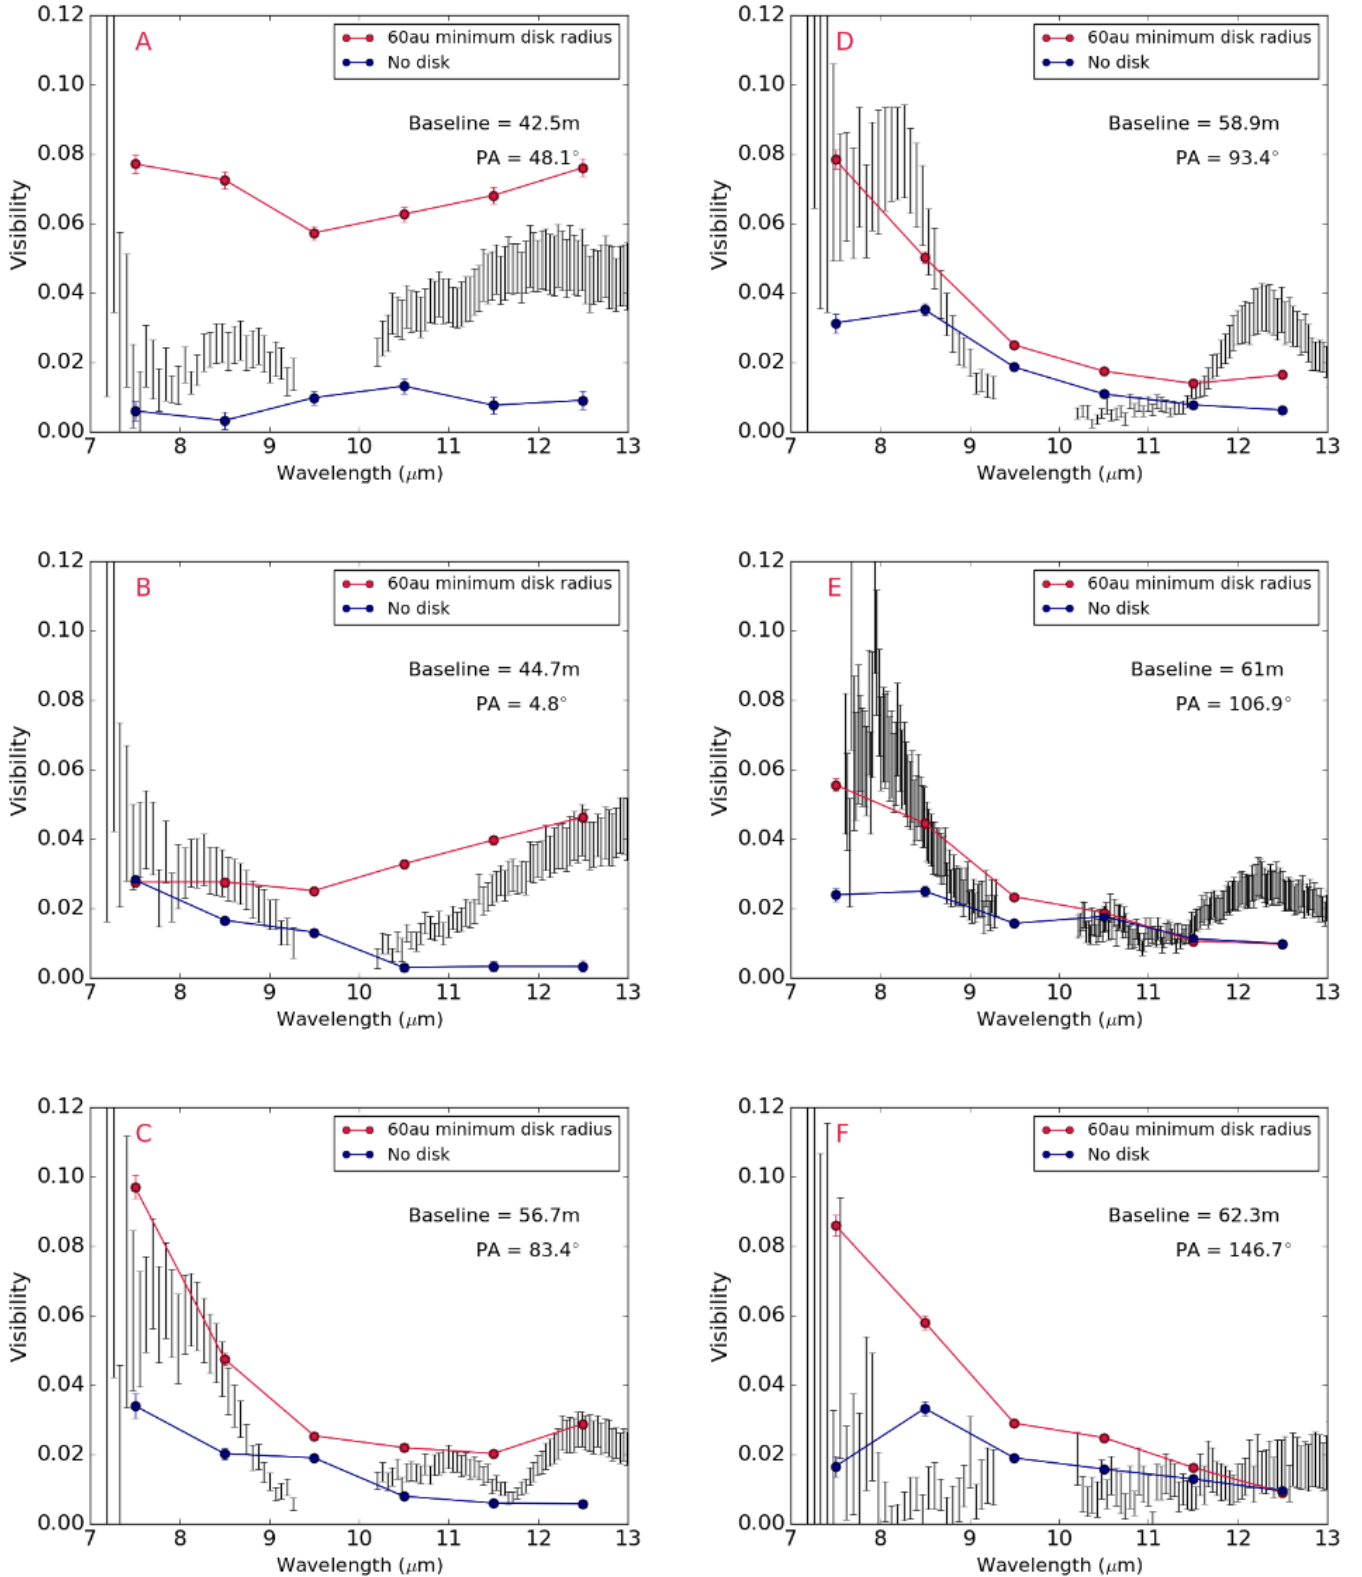 A
60au minimum disk radius
No disk
Baseline = 42.5m
PA = 48.1°
Visibility
0.12
0.10
0.08
0.06
0.04
0.02
0.00
7 8 9 10 11 12 13
Wavelength (μm)
D
60au minimum disk radius
No disk
Baseline = 58.9m
PA = 93.4°
Visibility
0.12
0.10
0.08
0.06
0.04
0.02
0.00
7 8 9 10 11 12 13
Wavelength (μm)
B
60au minimum disk radius
No disk
Baseline = 44.7m
PA = 4.8°
Visibility
0.12
0.10
0.08
0.06
0.04
0.02
0.00
7 8 9 10 11 12 13
Wavelength (μm)
E
60au minimum disk radius
No disk
Baseline = 61m
PA = 106.9°
Visibility
0.12
0.10
0.08
0.06
0.04
0.02
0.00
7 8 9 10 11 12 13
Wavelength (μm)
C
60au minimum disk radius
No disk
Baseline = 56.7m
PA = 83.4°
Visibility
0.12
0.10
0.08
0.06
0.04
0.02
0.00
7 8 9 10 11 12 13
Wavelength (μm)
F
60au minimum disk radius
No disk
Baseline = 62.3m
PA = 146.7°
Visibility
0.12
0.10
0.08
0.06
0.04
0.02
0.00
7 8 9 10 11 12 13
Wavelength (μm)